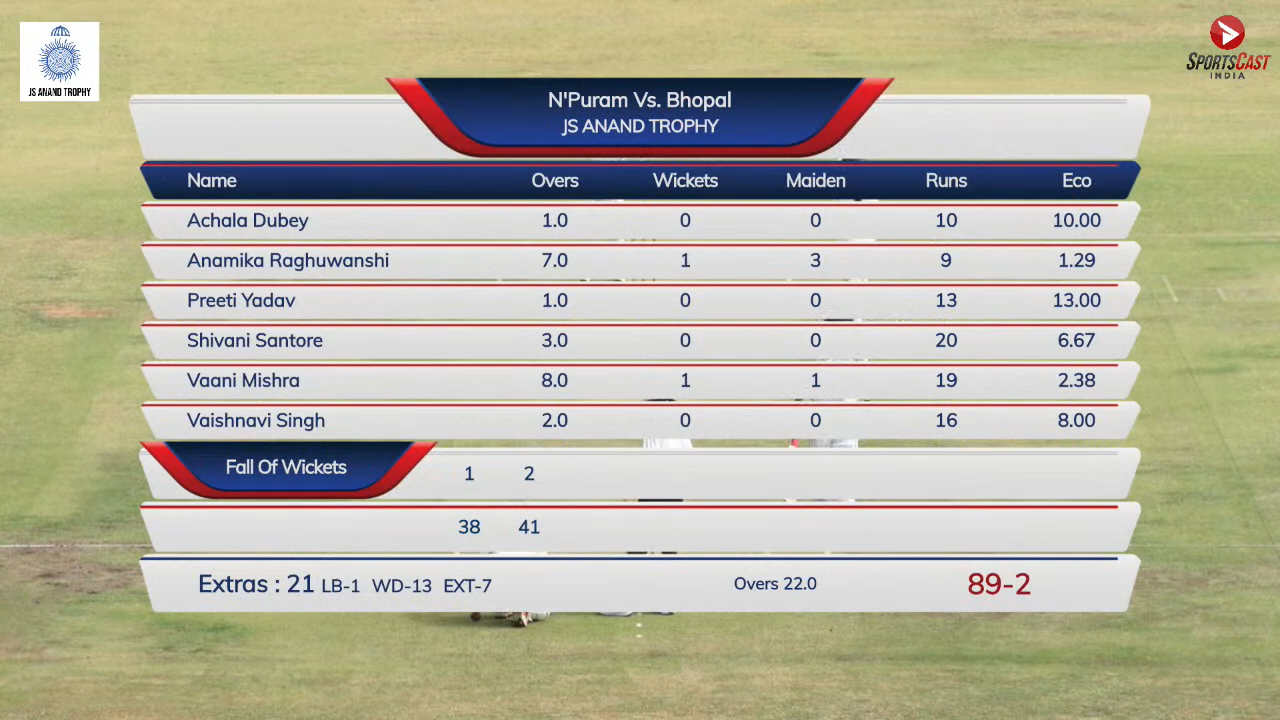 JS ANAND TROPHY
SPORTSCAST
INDIA
N'Puram Vs. Bhopal
JS ANAND TROPHY
Name Overs Wickets Maiden Runs Eco
Achala Dubey 1.0 0 0 10 10.00
Anamika Raghuwanshi 7.0 1 3 9 1.29
Preeti Yadav 1.0 0 0 13 13.00
Shivani Santore 3.0 0 0 20 6.67
Vaani Mishra 8.0 1 1 19 2.38
Vaishnavi Singh 2.0 0 0 16 8.00
Fall Of Wickets 1 2
38 41
Extras : 21 LB-1 WD-13 EXT-7 Overs 22.0 89-2